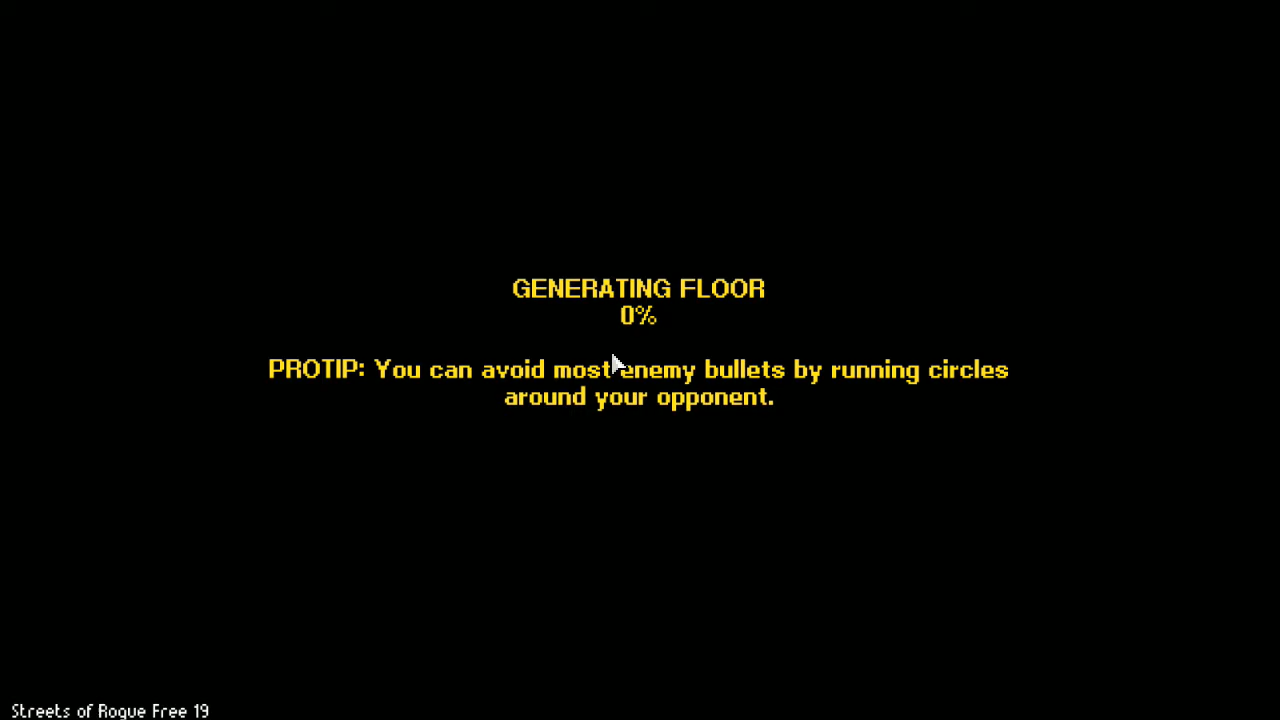 GENERATING FLOOR
0%
PROTIP: You can avoid most enemy bullets by running circles
around your opponent.
Streets of Rogue Free 19